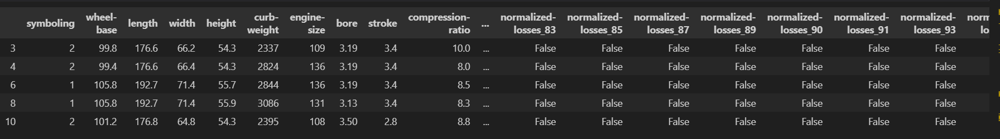 symboling wheel-base length width height curb-weight engine-size bore stroke compression-ratio ... normalized-losses_83 normalized-losses_85 normalized-losses_87 normalized-losses_89 normalized-losses_90 normalized-losses_91 normalized-losses_93
3 2 99.8 176.6 66.2 54.3 2337 109 3.19 3.4 10.0 ... False False False False False False False
4 2 99.4 176.6 66.4 54.3 2824 136 3.19 3.4 8.0 ... False False False False False False False
6 1 105.8 192.7 71.4 55.7 2844 136 3.19 3.4 8.5 ... False False False False False False False
8 1 105.8 192.7 71.4 55.9 3086 131 3.13 3.4 8.3 ... False False False False False False False
10 2 101.2 176.8 64.8 54.3 2395 108 3.50 2.8 8.8 ... False False False False False False False